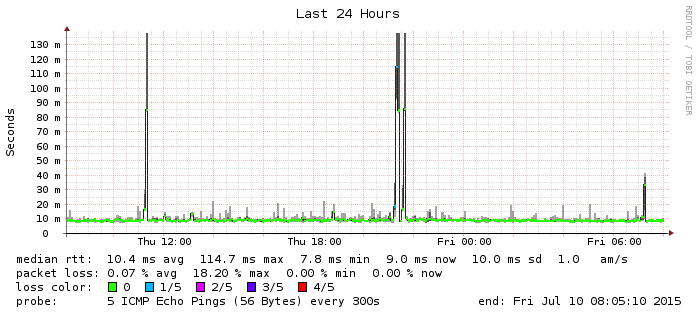 Last 24 Hours
RRDTOOL / TOBI OETIKER
Seconds
130 m
120 m
110 m
100 m
90 m
80 m
70 m
60 m
50 m
40 m
30 m
20 m
10 m
0
Thu 12:00 Thu 18:00 Fri 00:00 Fri 06:00
median rtt: 10.4 ms avg 114.7 ms max 7.8 ms min 9.0 ms now 10.0 ms sd 1.0 am/s
packet loss: 0.07 % avg 18.20 % max 0.00 % min 0.00 % now
loss color: 0 1/5 2/5 3/5 4/5
probe: 5 ICMP Echo Pings (56 Bytes) every 300s end: Fri Jul 10 08:05:10 2015